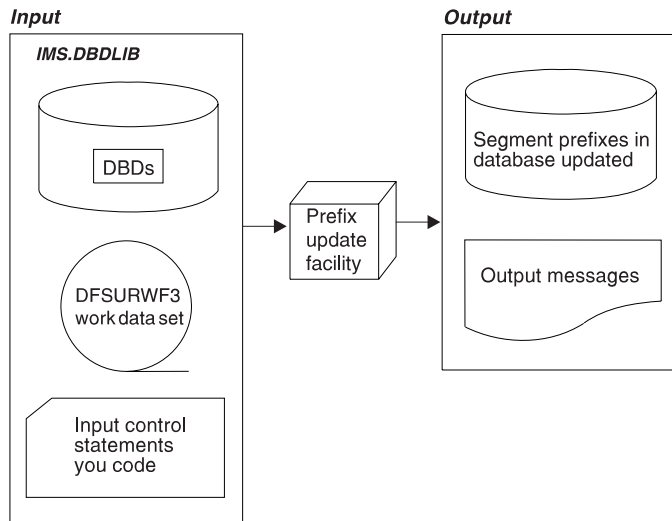 Input
IMS.DBDLIB
DBDs
DFSURWF3
work data set
Input control
statements
you code
Prefix
update
facility
Output
Segment prefixes in
database updated
Output messages